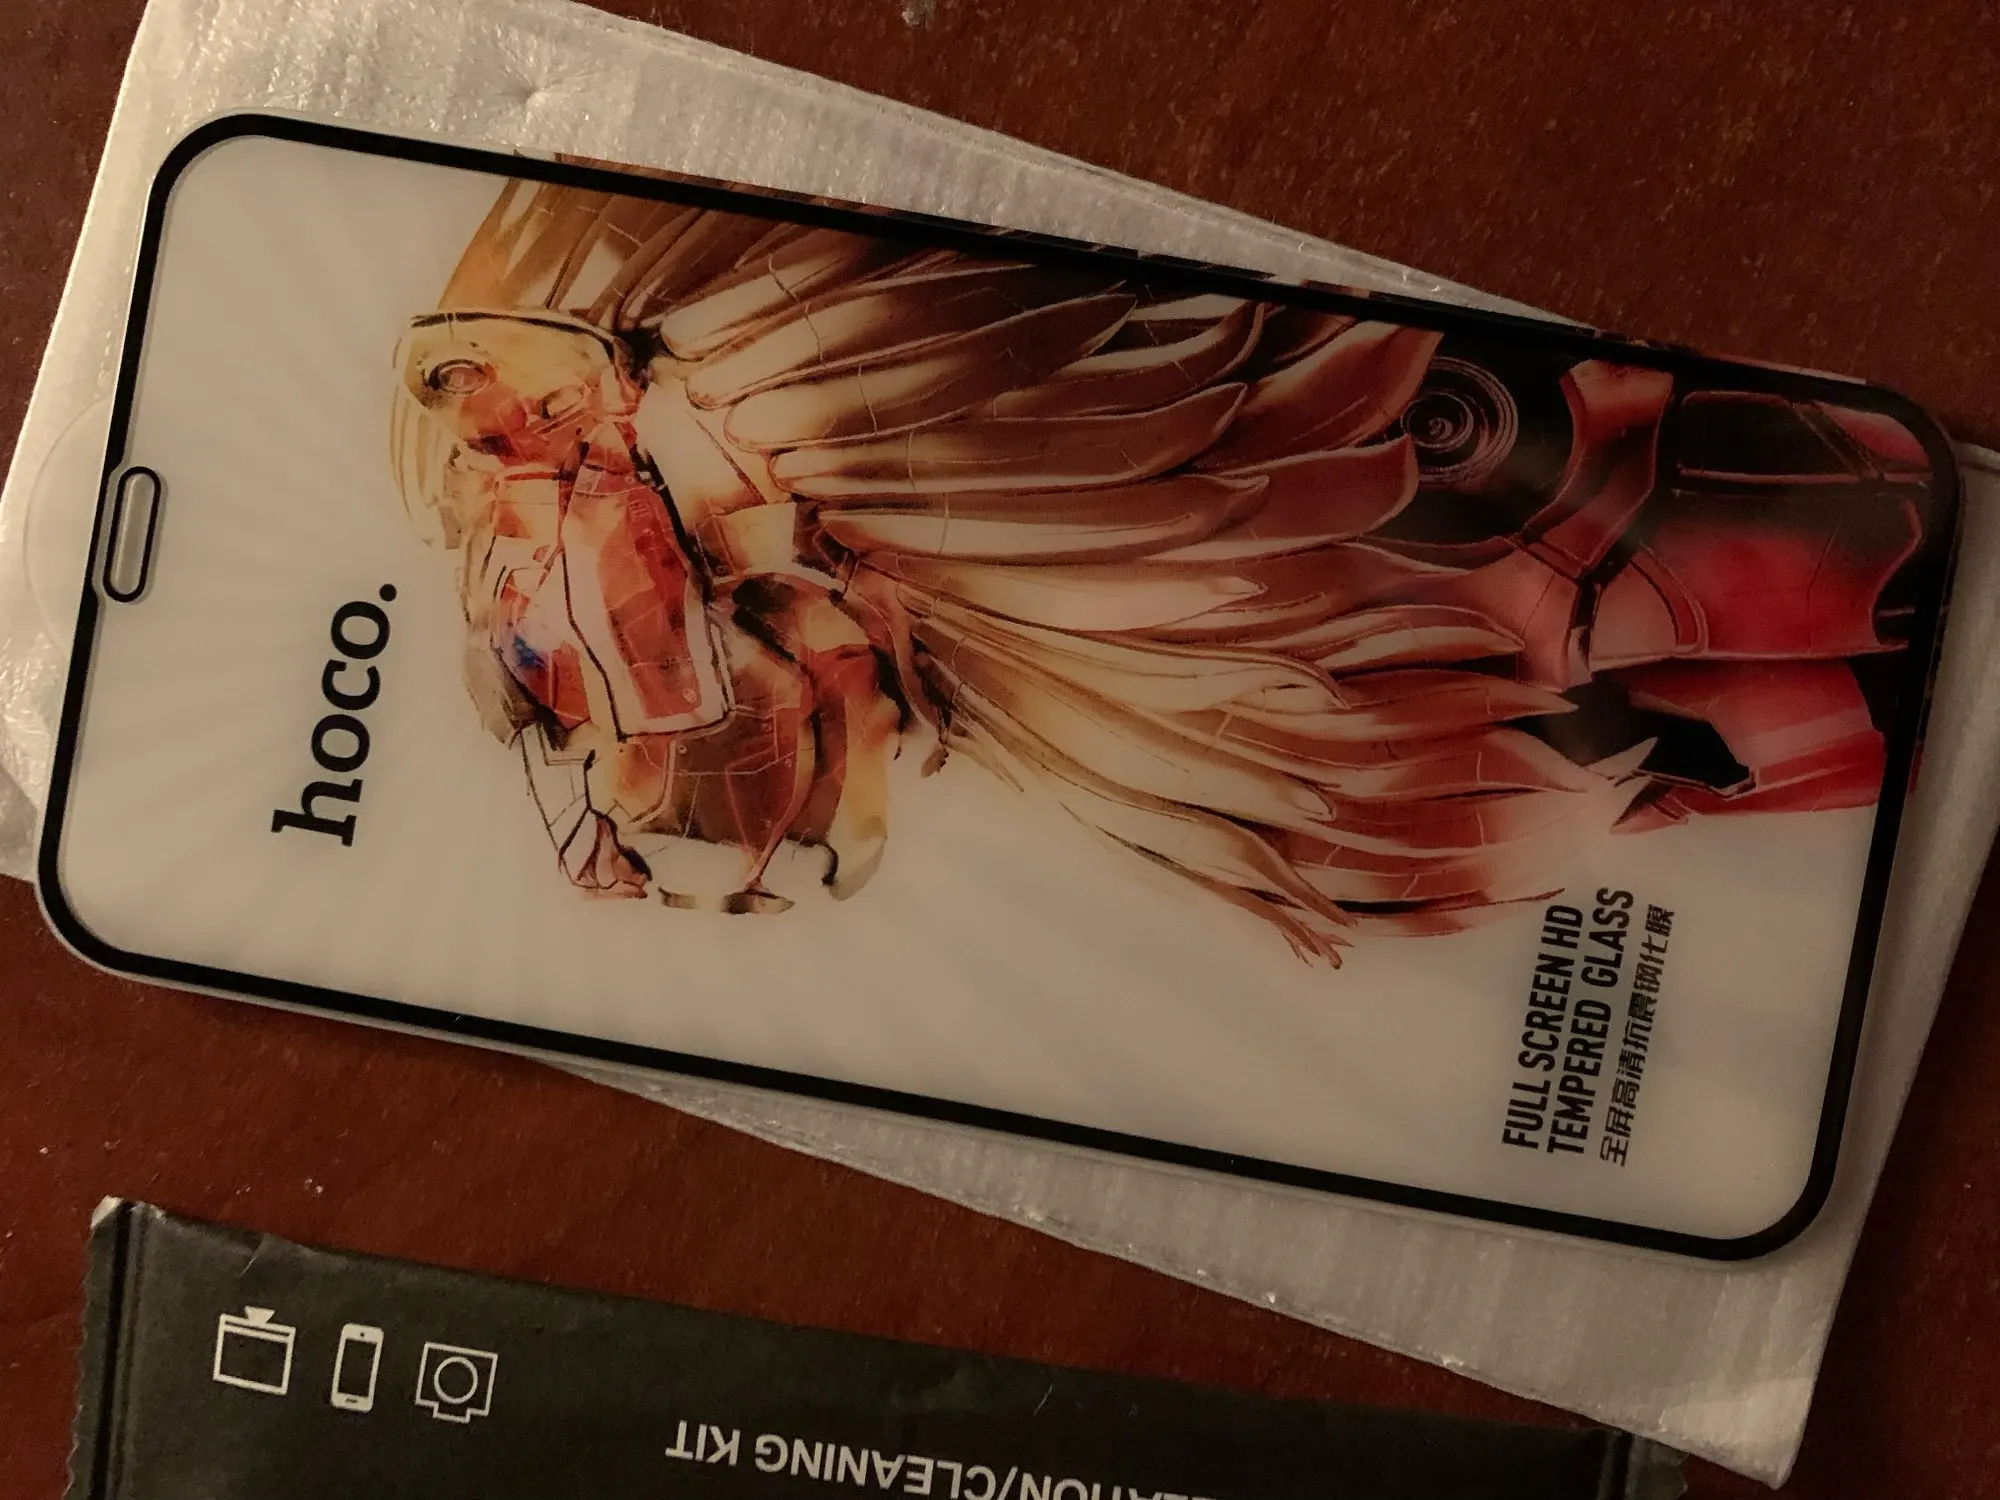 hoco.
FULL SCREEN HD
TEMPERED GLASS
全屏高清抗震钢化膜
CLEANING KIT